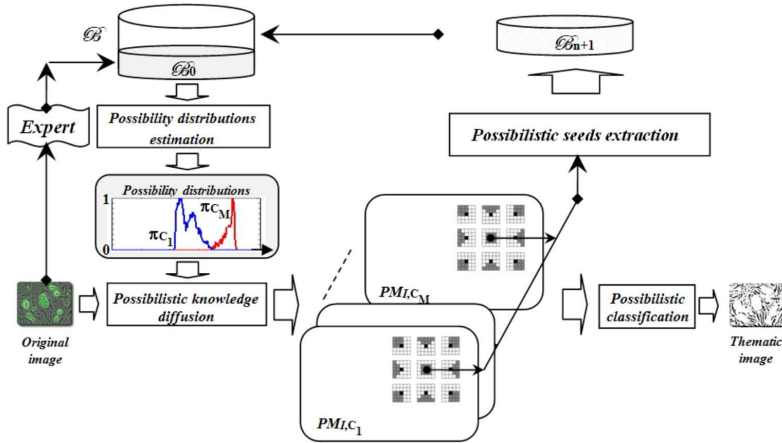 ℬ
ℬ0
ℬn+1
Expert
Possibility distributions
estimation
Possibilistic seeds extraction
Possibility distributions
1
πC1
πCM
0
Possibilistic knowledge
diffusion
PMI,CM
Possibilistic
classification
Original
image
Thematic
image
PMI,C1